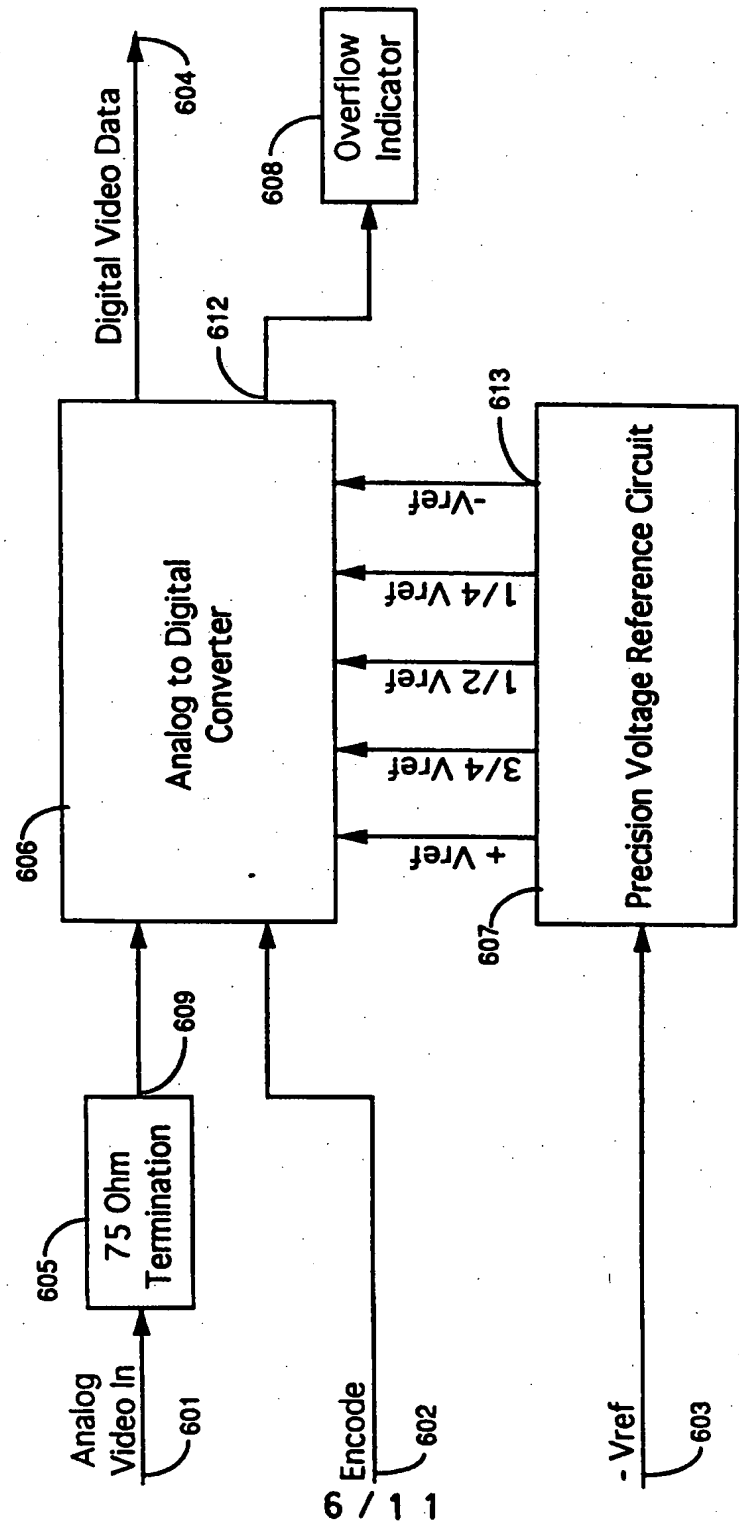 Analog
Video In
601
605
75 Ohm
Termination
609
Encode
602
606
Analog to Digital
Converter
Digital Video Data
604
612
608
Overflow
Indicator
+ Vref
3/4 Vref
1/2 Vref
1/4 Vref
-Vref
613
607
Precision Voltage Reference Circuit
- Vref
603
6/11